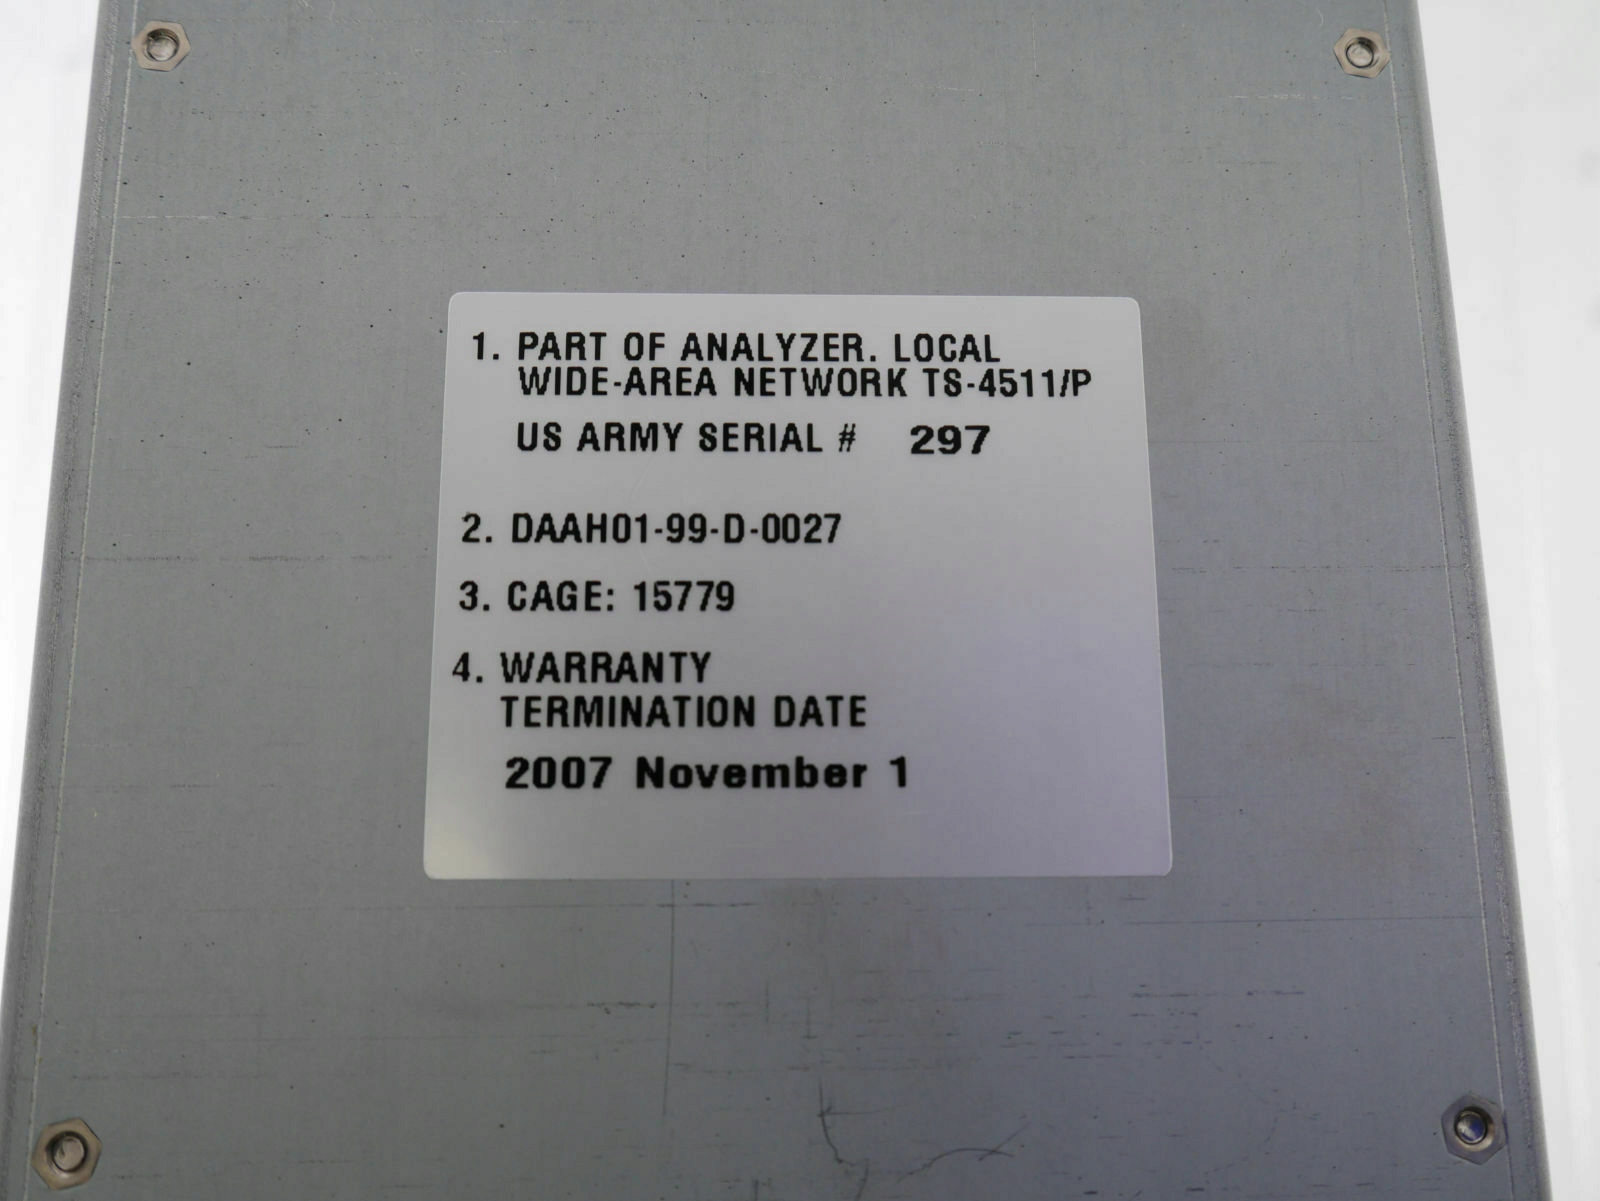 1. PART OF ANALYZER. LOCAL
WIDE-AREA NETWORK TS-4511/P
US ARMY SERIAL # 297
2. DAAH01-99-D-0027
3. CAGE: 15779
4. WARRANTY
TERMINATION DATE
2007 November 1